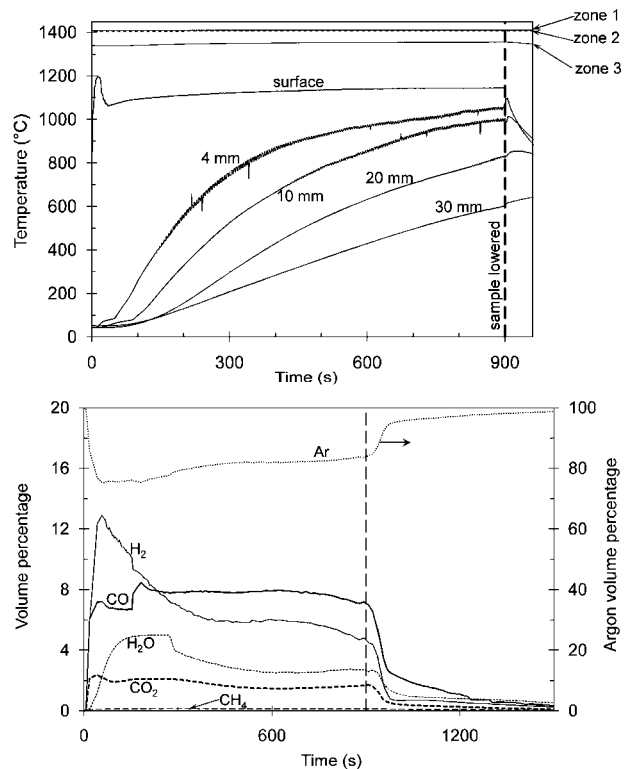 zone 1
zone 2
zone 3
1400
1200
1000
800
600
400
200
0
Temperature (°C)
surface
4 mm
10 mm
20 mm
30 mm
sample lowered
0
300
600
900
Time (s)
20
16
12
8
4
0
Volume percentage
Ar
H2
CO
H2O
CO2
CH4
100
80
60
40
20
0
Argon volume percentage
0
600
1200
Time (s)